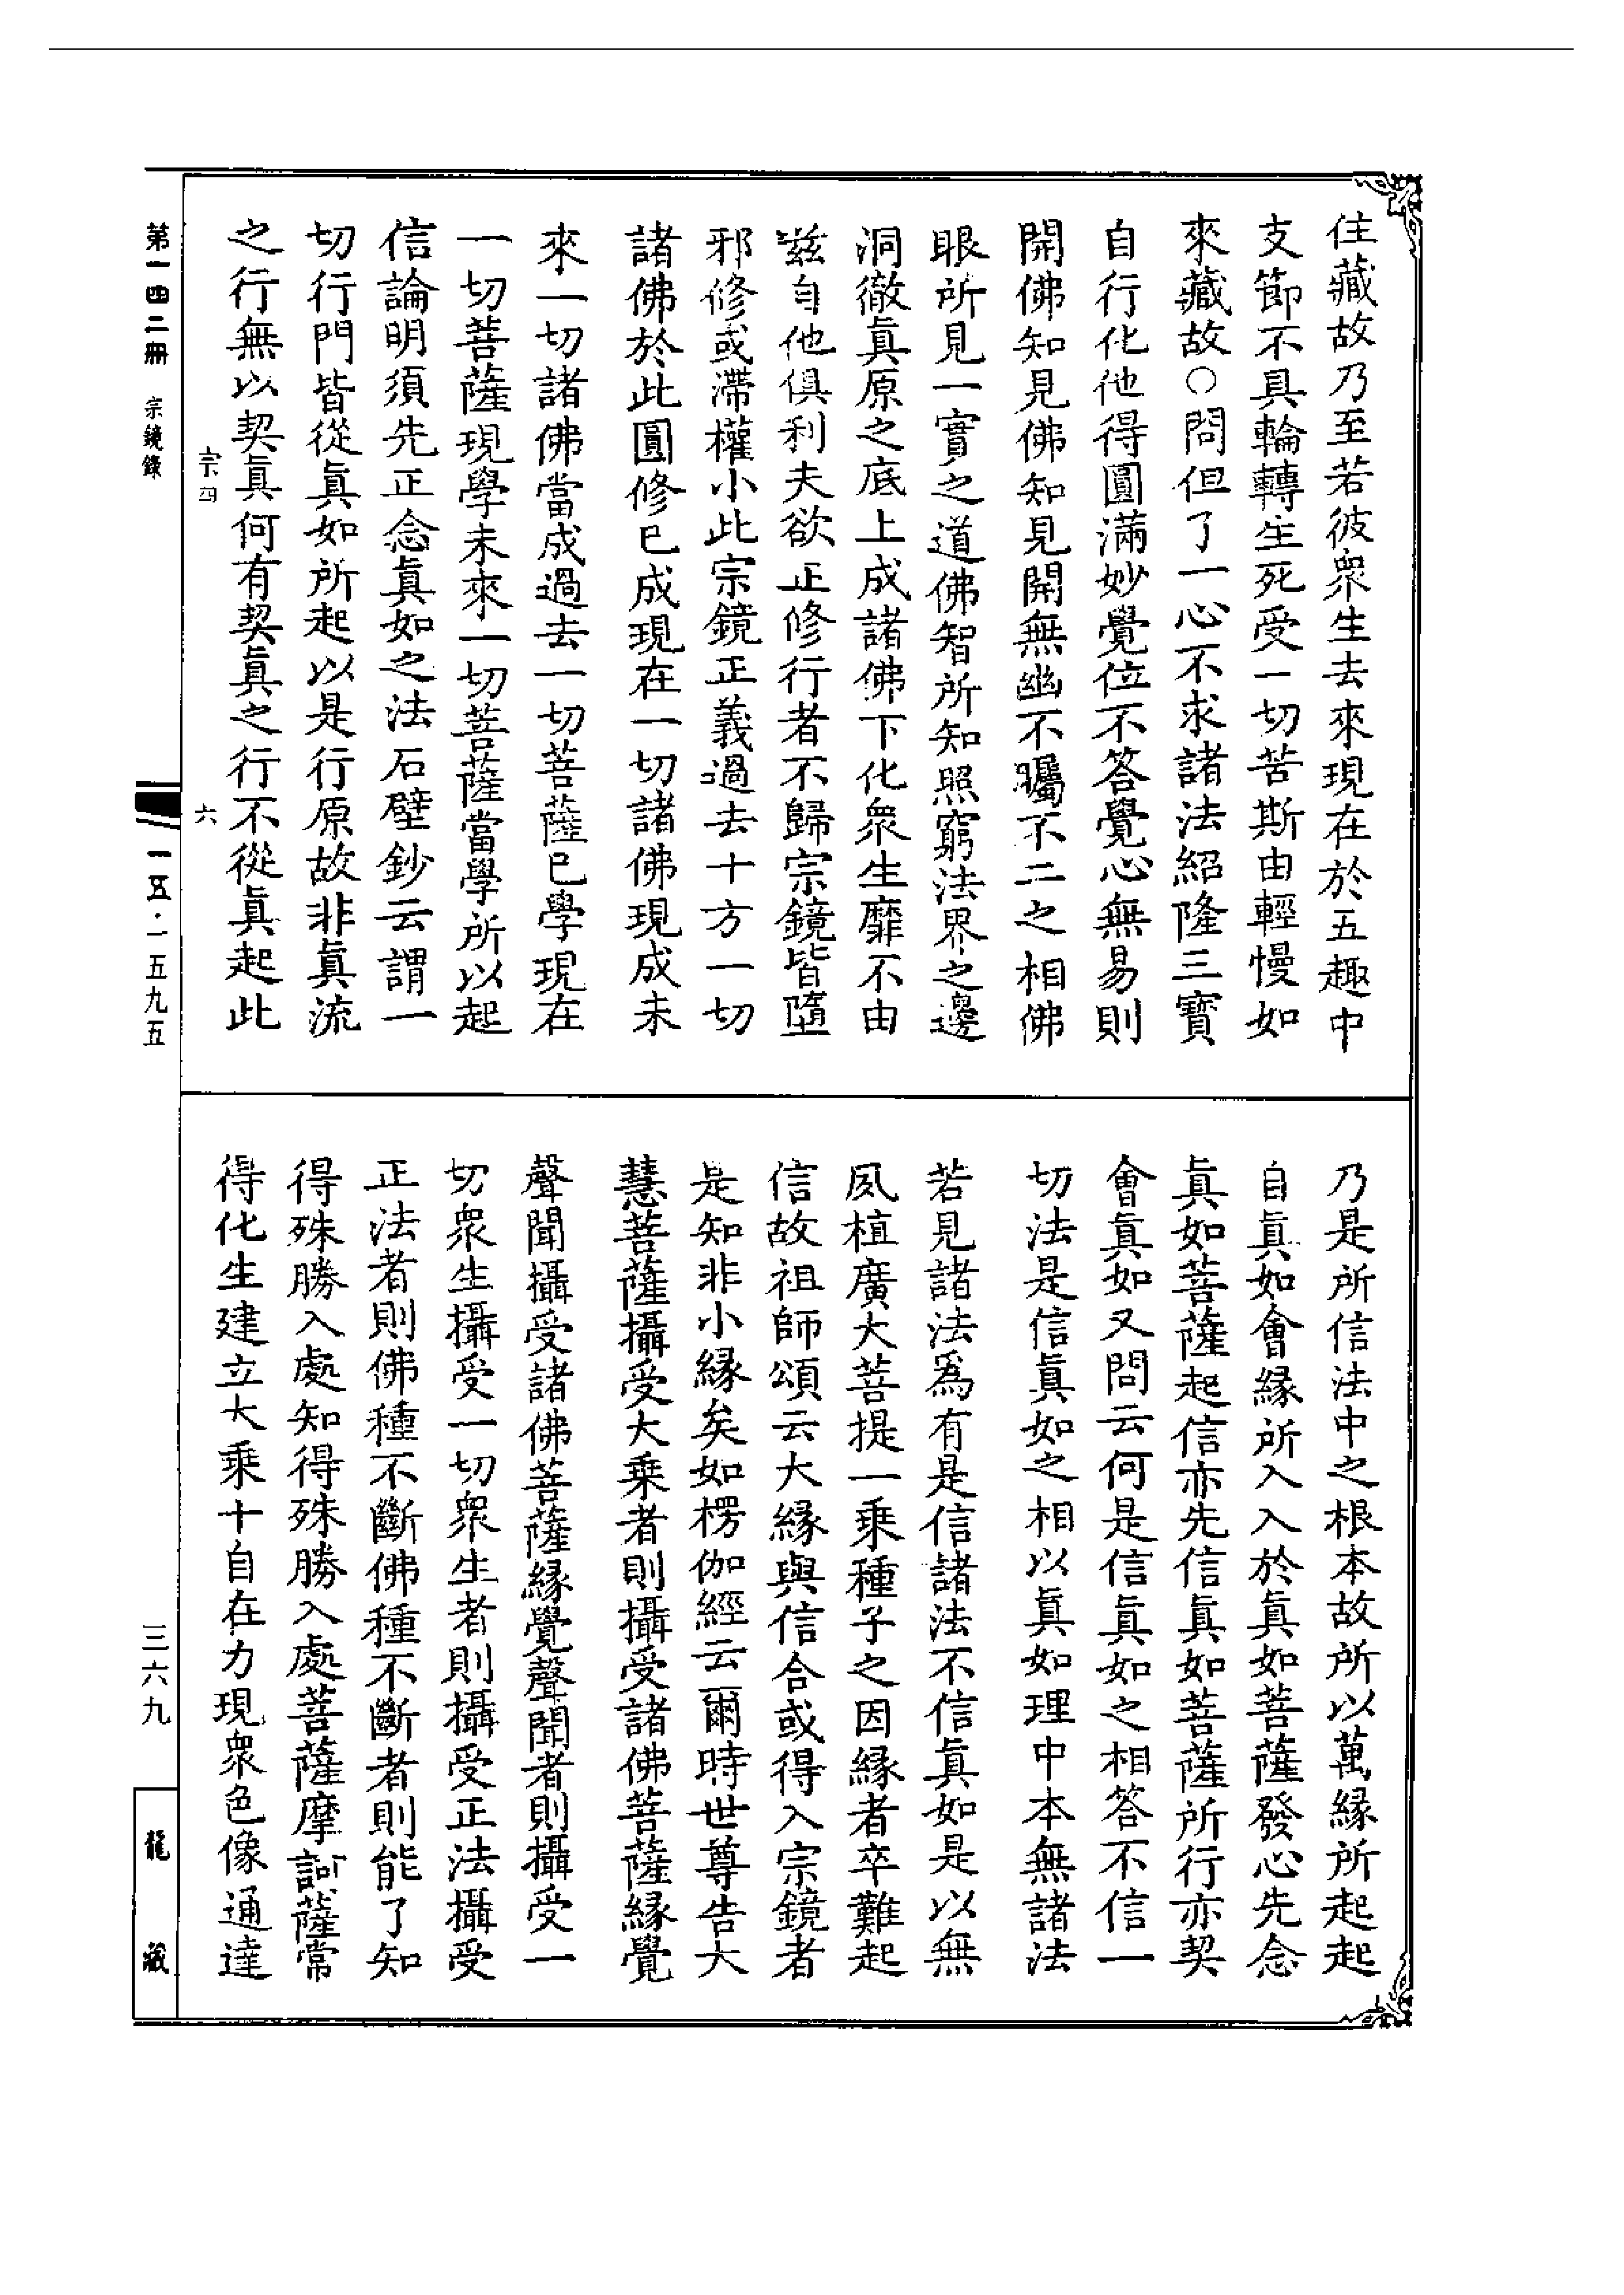 住藏故乃至若彼衆生去來現在於五趣中
支節不具輪轉生死受一切苦斯由輕慢如
來藏故○問但了一心不求諸法紹隆三寳
自行化他得圓滿妙覺位不答覺心無易則
開佛知見佛知見開無幽不矚不二之相佛
眼所見一實之道佛智所知照窮法界之邊
洞徹眞原之底上成諸佛下化衆生靡不由
兹自他俱利夫欲正修行者不歸宗鏡皆墮
邪修或滯權小此宗鏡正義過去十方一切
諸佛於此圓修已成現在一切諸佛現成未
來一切諸佛當成過去一切菩薩已學現在
一切菩薩現學未來一切菩薩當學所以起
信論明須先正念眞如之法石壁鈔云謂一
切行門皆從眞如所起以是行原故非眞流
之行無以契眞何有契眞之行不從眞起此
乃是所信法中之根本故所以萬緣所起起
自眞如會緣所入入於眞如菩薩發心先念
眞如菩薩起信亦先信眞如菩薩所行亦契
會眞如又問云何是信眞如之相答不信一
切法是信眞如之相以眞如理中本無諸法
若見諸法爲有是信諸法不信眞如是以無
夙植廣大菩提一乘種子之因緣者卒難起
信故祖師頌云大緣與信合或得入宗鏡者
是知非小緣矣如楞伽經云爾時世尊告大
慧菩薩攝受大乘者則攝受諸佛菩薩緣覺
聲聞攝受諸佛菩薩緣覺聲聞者則攝受一
切衆生攝受一切衆生者則攝受正法攝受
正法者則佛種不斷佛種不斷者則能了知
得殊勝入處知得殊勝入處菩薩摩訶薩常
得化生建立大乘十自在力現衆色像通達
第一四二冊 宗鏡錄
宗四 六
一五·一五九五
三六九
龍藏